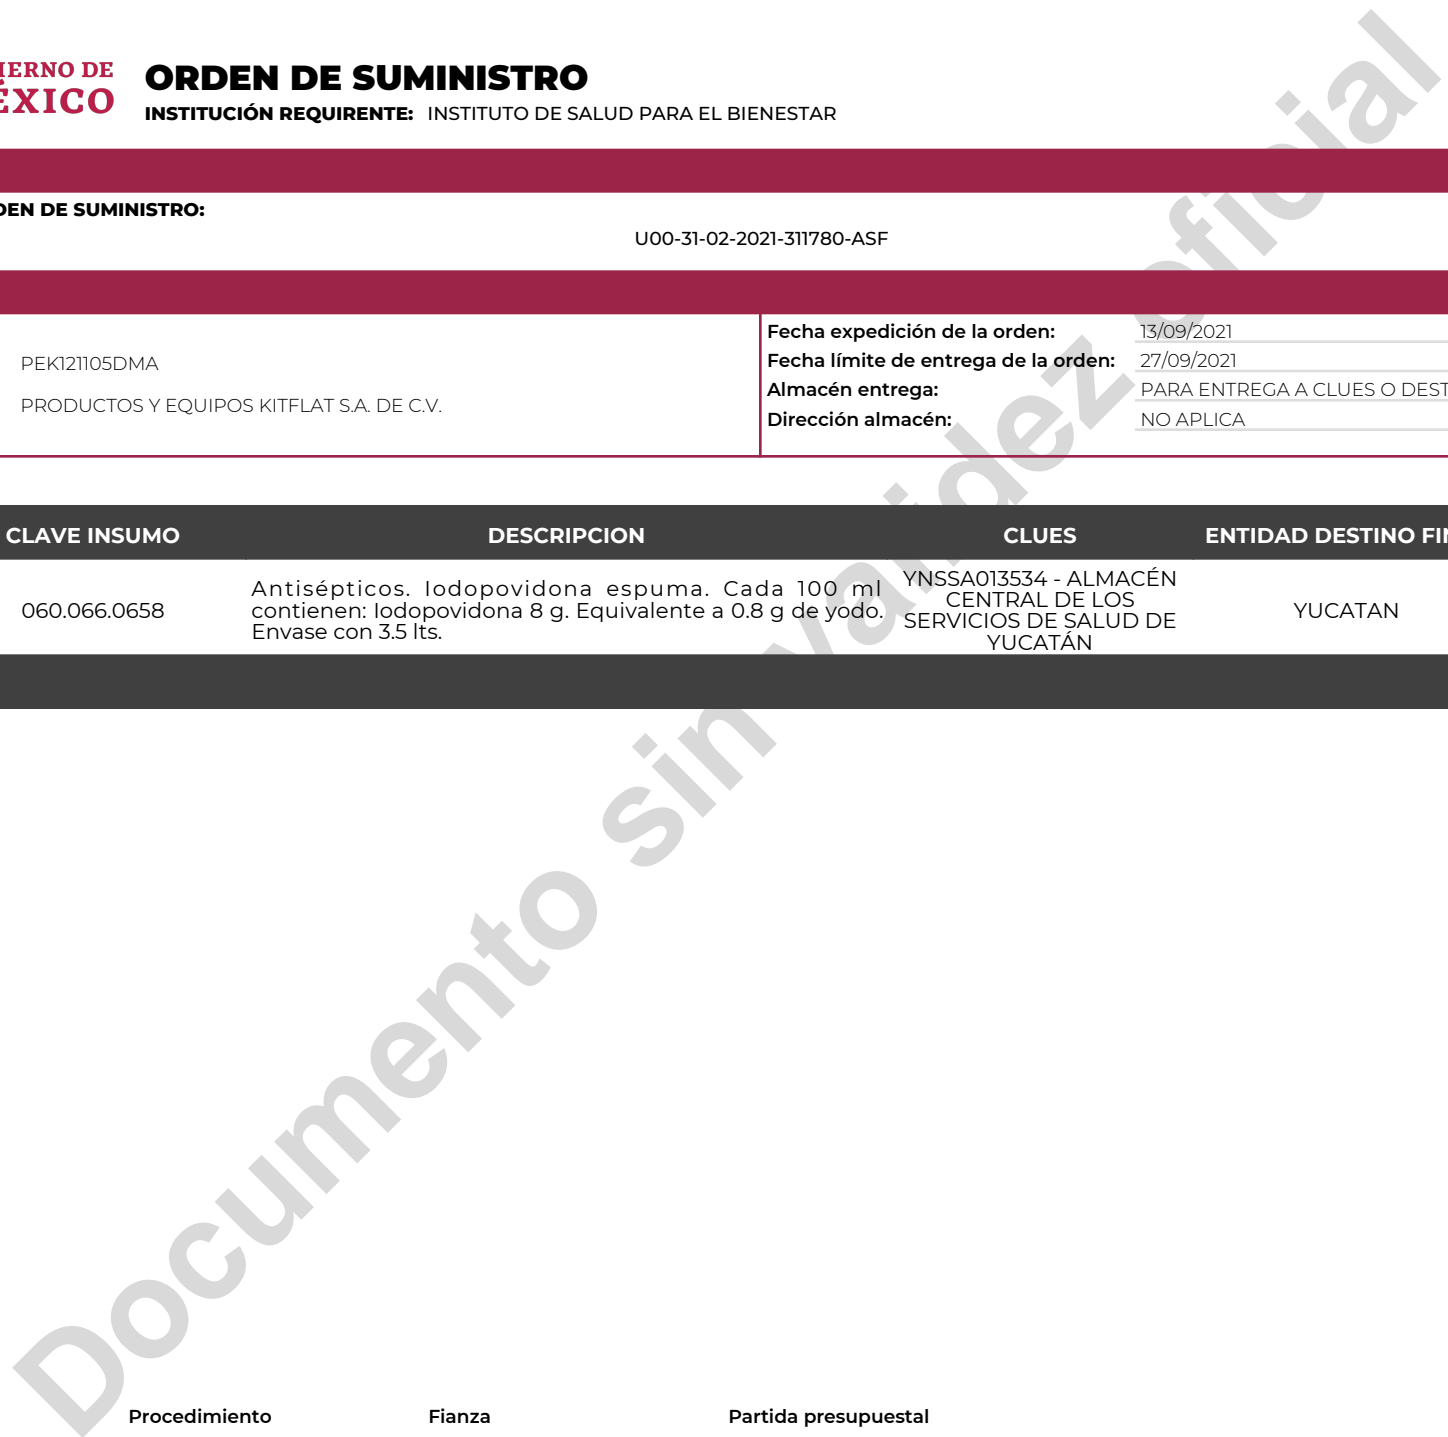 IERNO DE
ÉXICO
ORDEN DE SUMINISTRO
INSTITUCIÓN REQUIRENTE: INSTITUTO DE SALUD PARA EL BIENESTAR
DEN DE SUMINISTRO:
U00-31-02-2021-311780-ASF
PEK121105DMA
PRODUCTOS Y EQUIPOS KITFLAT S.A. DE C.V.
Fecha expedición de la orden: 13/09/2021
Fecha límite de entrega de la orden: 27/09/2021
Almacén entrega: PARA ENTREGA A CLUES O DEST
Dirección almacén: NO APLICA
CLAVE INSUMO DESCRIPCION CLUES ENTIDAD DESTINO FIN
060.066.0658
Antisépticos. Iodopovidona espuma. Cada 100 ml
contienen: Iodopovidona 8 g. Equivalente a 0.8 g de yodo.
Envase con 3.5 lts.
YNSSA013534 - ALMACÉN
CENTRAL DE LOS
SERVICIOS DE SALUD DE
YUCATÁN
YUCATAN
Documento sin validez oficial
Procedimiento Fianza Partida presupuestal